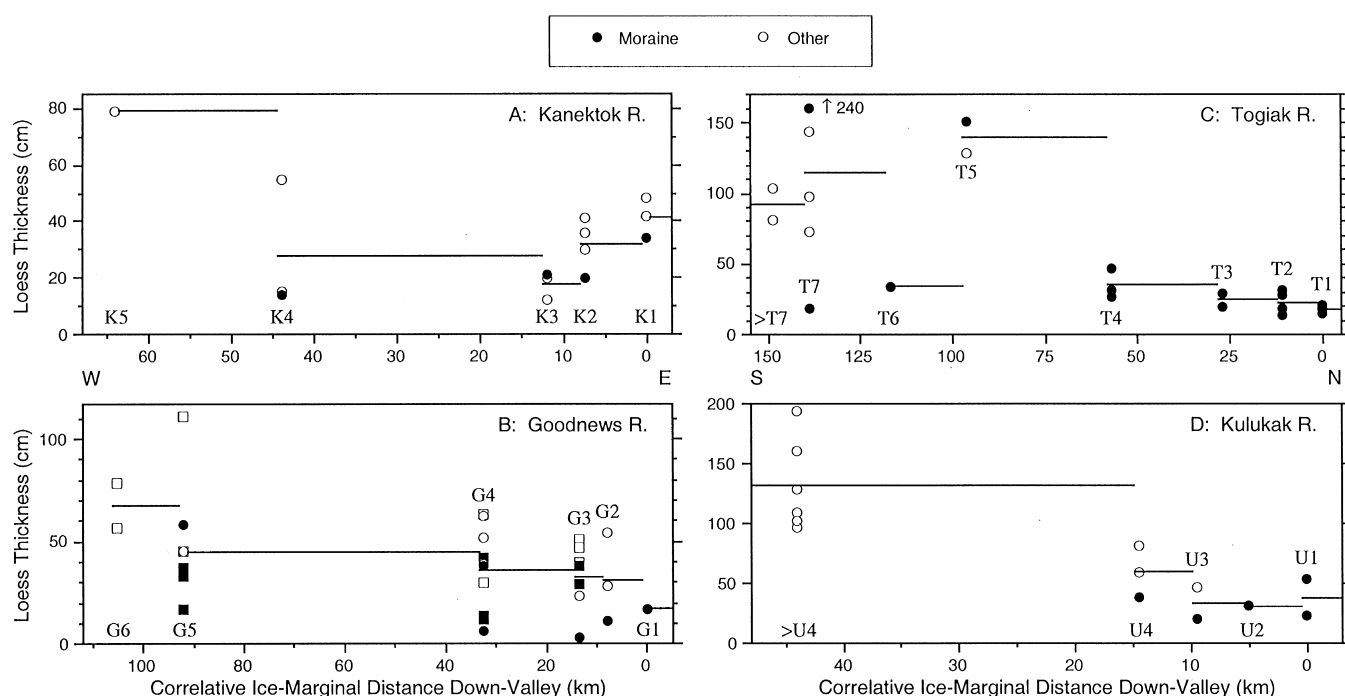 Moraine Other
A: Kanektok R.
Loess Thickness (cm)
80
60
40
20
0
K5 K4 K3 K2 K1
60 50 40 30 20 10 0
W E
B: Goodnews R.
Loess Thickness (cm)
100
50
0
G6 G5 G4 G3 G2 G1
100 80 60 40 20 0
Correlative Ice-Marginal Distance Down-Valley (km)
C: Togiak R.
↑ 240
150
100
50
0
>T7 T7 T6 T5 T4 T3 T2 T1
150 125 100 75 50 25 0
S N
D: Kulukak R.
200
150
100
50
0
>U4 U4 U3 U2 U1
40 30 20 10 0
Correlative Ice-Marginal Distance Down-Valley (km)